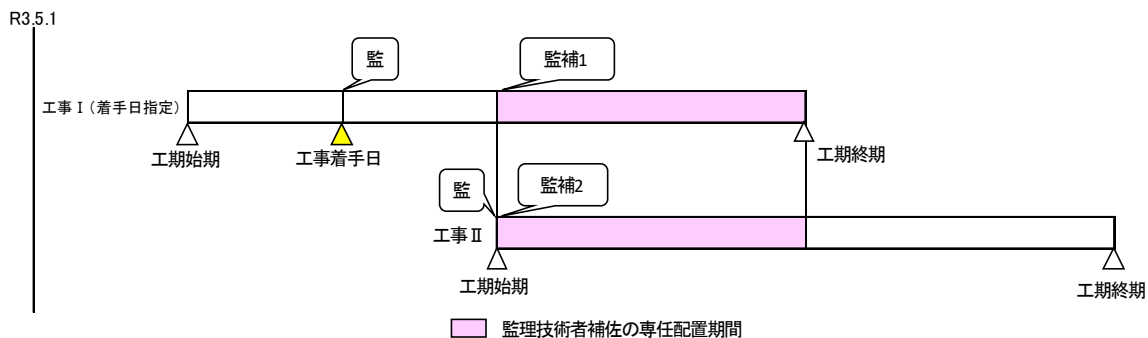 R3.5.1
監
監補1
工事Ⅰ(着手日指定)
工期始期
工事着手日
工期終期
監
監補2
工事Ⅱ
工期始期
工期終期
監理技術者補佐の専任配置期間